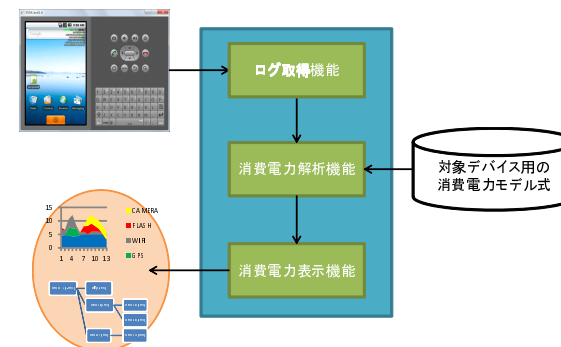 ログ取得機能
消費電力解析機能
対象デバイス用の
消費電力モデル式
消費電力表示機能
15
10
5
0
1 4 7 10 13
CAMERA
FLASH
WIFI
GPS